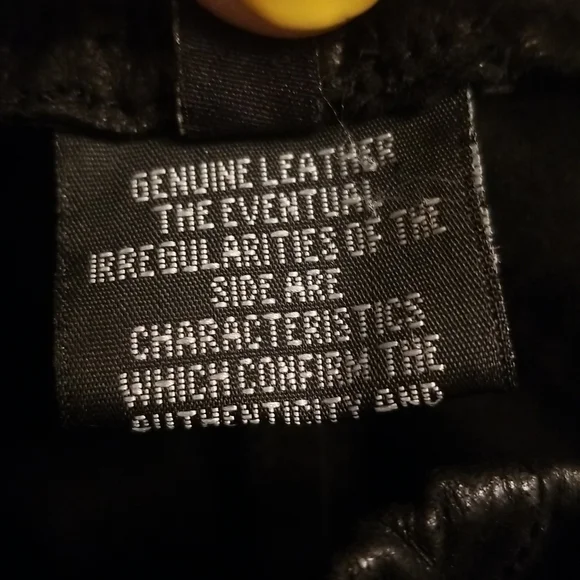 GENUINE LEATHER
THE EVENTUAL
IRREGULARITIES OF THE
SIDE ARE
CHARACTERISTICS
WHICH CONFIRM THE
AUTHENTICITY AND